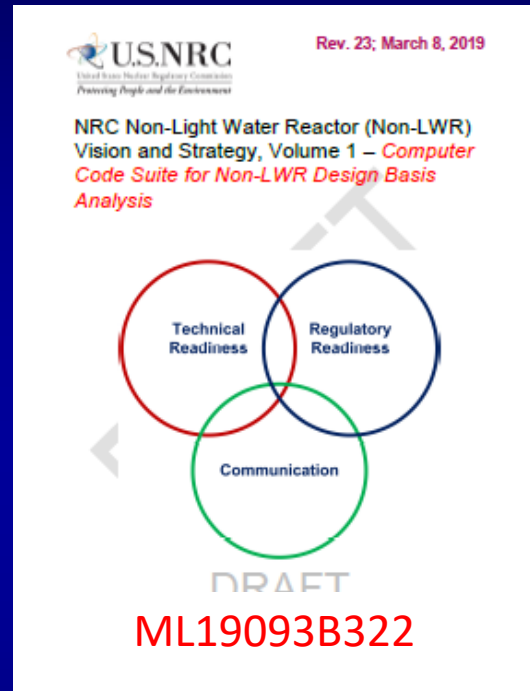 Rev. 23; March 8, 2019
U.S.NRC
United States Nuclear Regulatory Commission
Protecting People and the Environment
NRC Non-Light Water Reactor (Non-LWR)
Vision and Strategy, Volume 1 – Computer
Code Suite for Non-LWR Design Basis
Analysis
Technical
Readiness
Regulatory
Readiness
Communication
DRAFT
ML19093B322